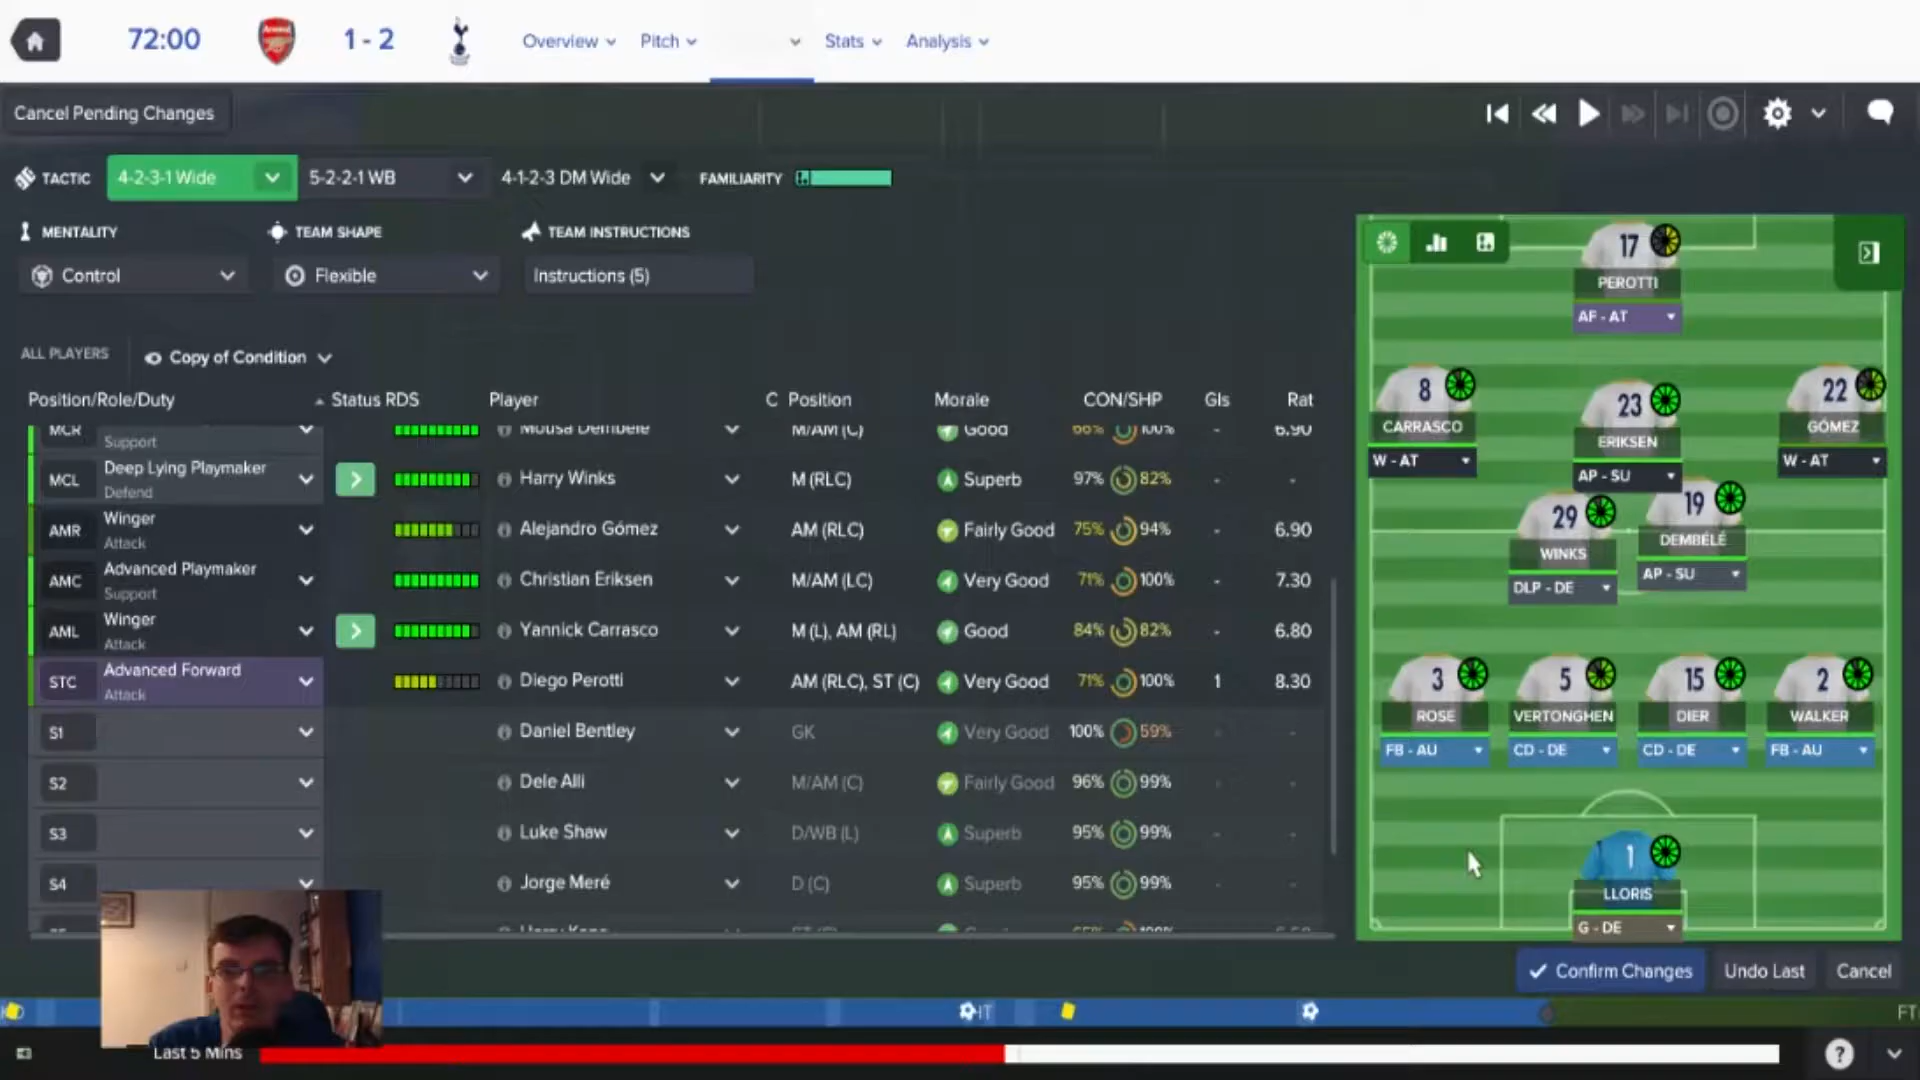 72:00 1 - 2 Overview Pitch Stats Analysis
Cancel Pending Changes
TACTIC 4-2-3-1 Wide 5-2-2-1 WB 4-1-2-3 DM Wide FAMILIARITY
MENTALITY TEAM SHAPE TEAM INSTRUCTIONS
Control Flexible Instructions (5)
ALL PLAYERS Copy of Condition
Position/Role/Duty Status RDS Player C Position Morale CON/SHP Gls Rat
MCR Support Mousa Dembélé M/AM (C) Good 66% 100% - 6.90
MCL Deep Lying Playmaker Defend Harry Winks M (RLC) Superb 97% 82% - -
AMR Winger Attack Alejandro Gómez AM (RLC) Fairly Good 75% 94% - 6.90
AMC Advanced Playmaker Support Christian Eriksen M/AM (LC) Very Good 71% 100% - 7.30
AML Winger Attack Yannick Carrasco M (L), AM (RL) Good 84% 82% - 6.80
STC Advanced Forward Attack Diego Perotti AM (RLC), ST (C) Very Good 71% 100% 1 8.30
S1 Daniel Bentley GK Very Good 100% 59% - -
S2 Dele Alli M/AM (C) Fairly Good 96% 99% - -
S3 Luke Shaw D/WB (L) Superb 95% 99% - -
S4 Jorge Meré D (C) Superb 95% 99% - -
17
PEROTTI
AF - AT
8 23 22
CARRASCO ERIKSEN GÓMEZ
W - AT AP - SU W - AT
29 19
WINKS DEMBÉLÉ
DLP - DE AP - SU
3 5 15 2
ROSE VERTONGHEN DIER WALKER
FB - AU CD - DE CD - DE FB - AU
1
LLORIS
G - DE
Confirm Changes Undo Last Cancel
FT
Last 5 Mins
?